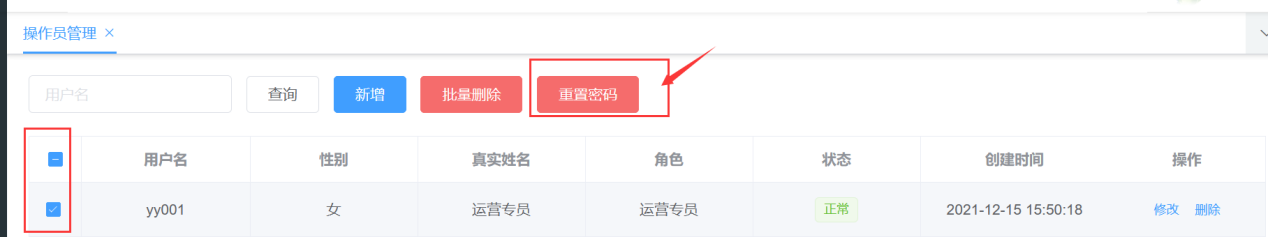 操作员管理 ×
用户名 查询 新增 批量删除 重置密码
用户名 性别 真实姓名 角色 状态 创建时间 操作
yy001 女 运营专员 运营专员 正常 2021-12-15 15:50:18 修改 删除